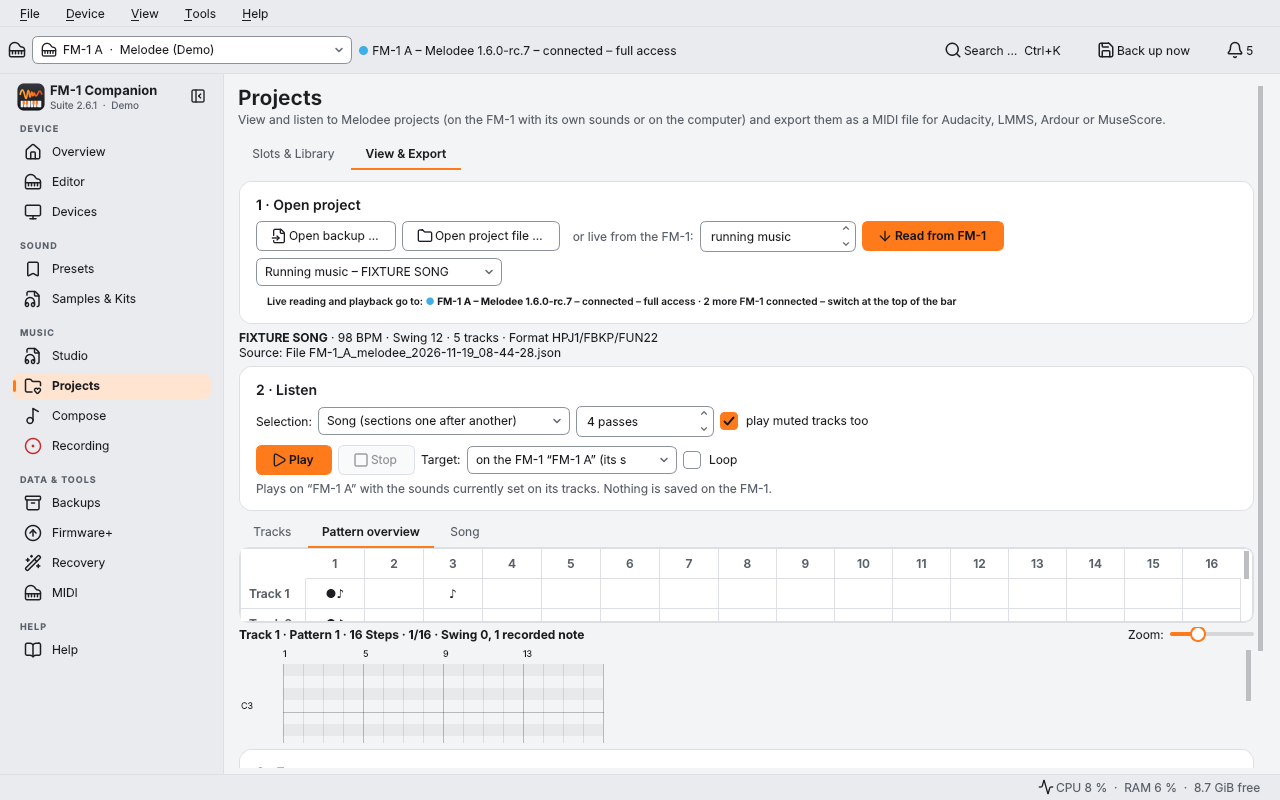 File Device View Tools Help
FM-1 A · Melodee (Demo) FM-1 A – Melodee 1.6.0-rc.7 – connected – full access Search ... Ctrl+K Back up now 5
FM-1 Companion
Suite 2.6.1 · Demo
DEVICE
Overview
Editor
Devices
SOUND
Presets
Samples & Kits
MUSIC
Studio
Projects
Compose
Recording
DATA & TOOLS
Backups
Firmware+
Recovery
MIDI
HELP
Help
Projects
View and listen to Melodee projects (on the FM-1 with its own sounds or on the computer) and export them as a MIDI file for Audacity, LMMS, Ardour or MuseScore.
Slots & Library View & Export
1 · Open project
Open backup ... Open project file ... or live from the FM-1: running music Read from FM-1
Running music – FIXTURE SONG
Live reading and playback go to: FM-1 A – Melodee 1.6.0-rc.7 – connected – full access · 2 more FM-1 connected – switch at the top of the bar
FIXTURE SONG · 98 BPM · Swing 12 · 5 tracks · Format HPJ1/FBKP/FUN22
Source: File FM-1_A_melodee_2026-11-19_08-44-28.json
2 · Listen
Selection: Song (sections one after another) 4 passes play muted tracks too
Play Stop Target: on the FM-1 “FM-1 A” (its s Loop
Plays on “FM-1 A” with the sounds currently set on its tracks. Nothing is saved on the FM-1.
Tracks Pattern overview Song
1 2 3 4 5 6 7 8 9 10 11 12 13 14 15 16
Track 1 ●♪ ♪
Track 1 · Pattern 1 · 16 Steps · 1/16 · Swing 0, 1 recorded note Zoom:
1 5 9 13
C3
CPU 8 % · RAM 6 % · 8.7 GiB free